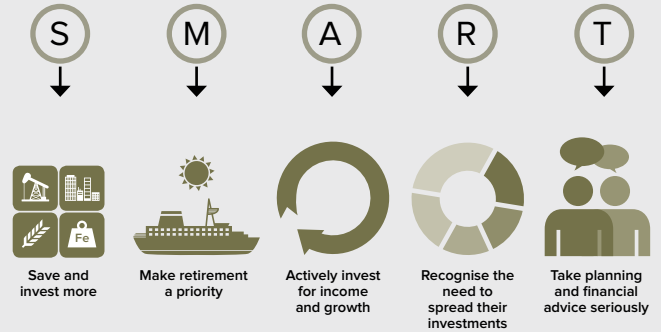 S M A R T
Fe
Save and
invest more
Make retirement
a priority
Actively invest
for income
and growth
Recognise the
need to
spread their
investments
Take planning
and financial
advice seriously